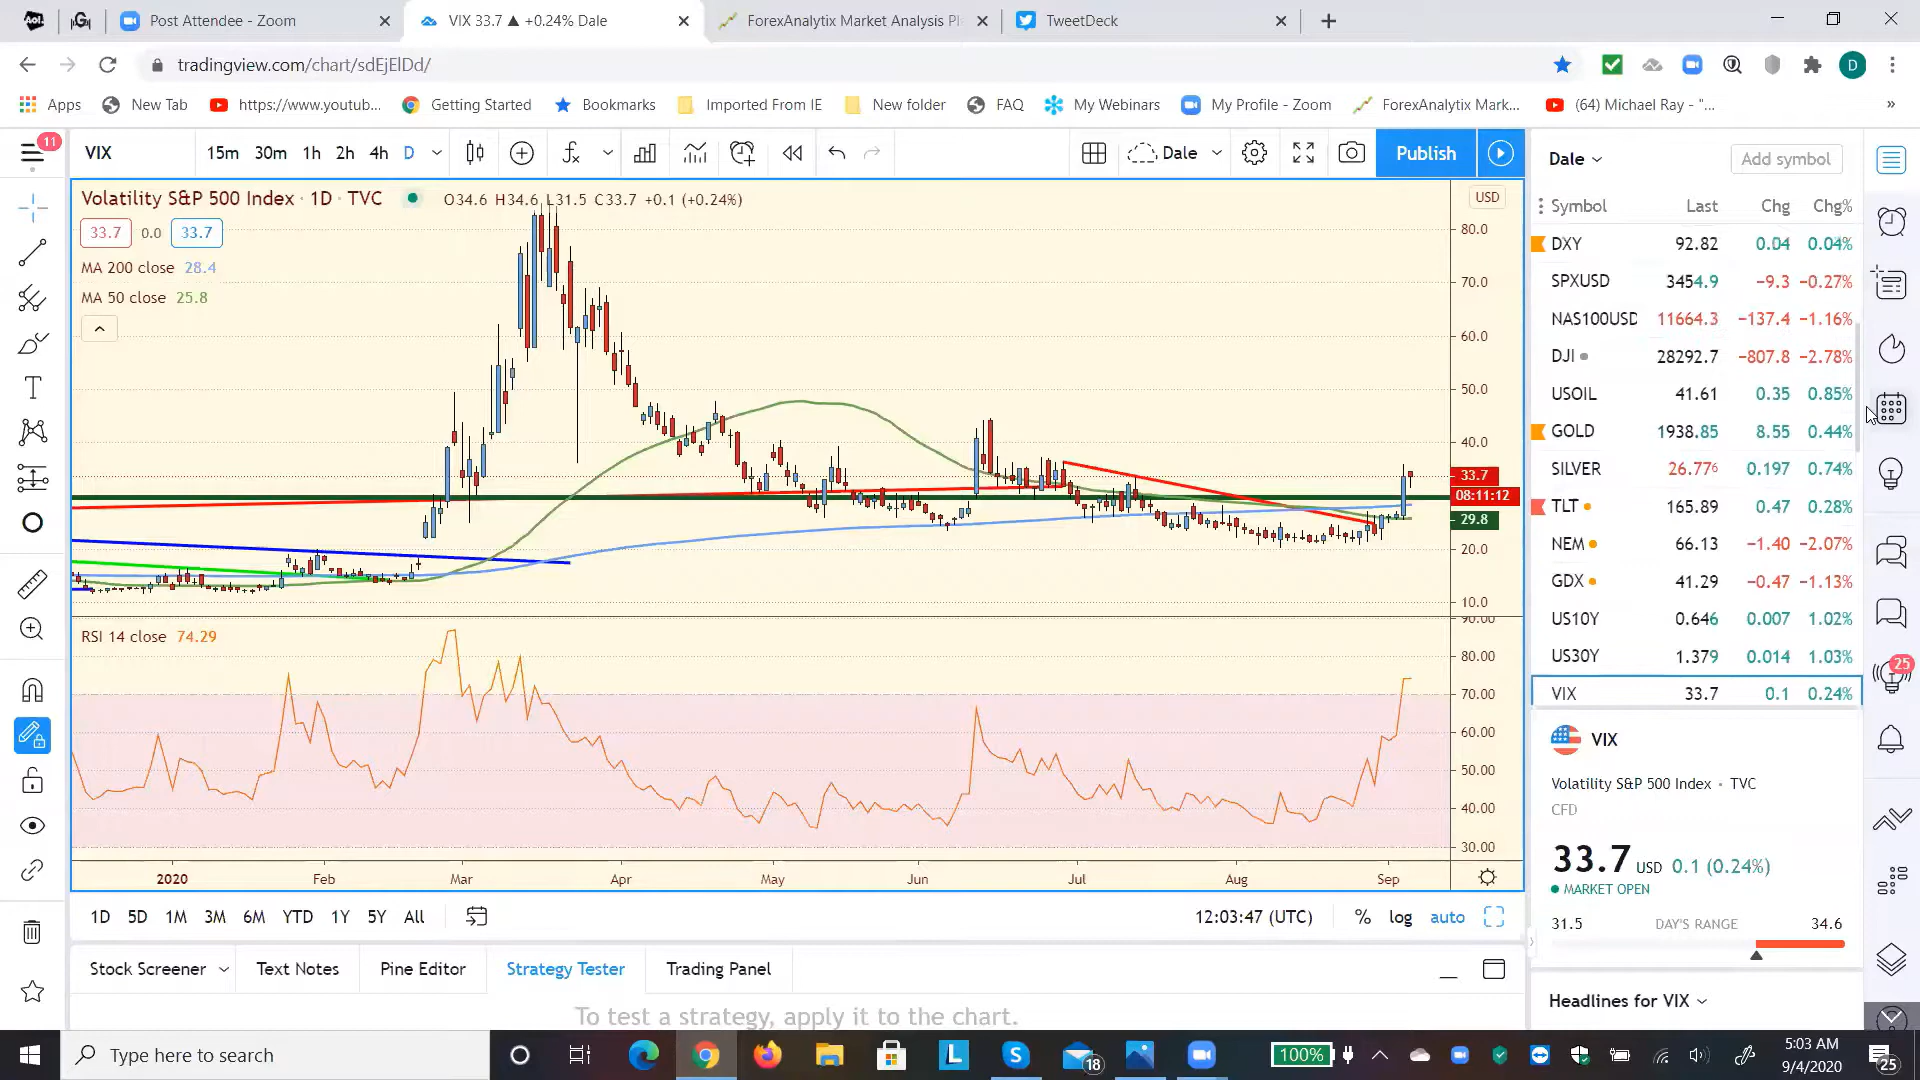 Aol.
G
Post Attendee - Zoom
VIX 33.7 ▲ +0.24% Dale
ForexAnalytix Market Analysis Pl
TweetDeck
tradingview.com/chart/sdEjElDd/
D
Apps
New Tab
https://www.youtub...
Getting Started
Bookmarks
Imported From IE
New folder
FAQ
My Webinars
My Profile - Zoom
ForexAnalytix Mark...
(64) Michael Ray - "...
»
11
VIX
15m 30m 1h 2h 4h D
Dale
Publish
Volatility S&P 500 Index · 1D · TVC
O34.6 H34.6 L31.5 C33.7 +0.1 (+0.24%)
33.7 0.0 33.7
MA 200 close 28.4
MA 50 close 25.8
USD
80.0
70.0
60.0
50.0
40.0
33.7
08:11:12
29.8
20.0
10.0
RSI 14 close 74.29
90.00
80.00
70.00
60.00
50.00
40.00
30.00
2020 Feb Mar Apr May Jun Jul Aug Sep
1D 5D 1M 3M 6M YTD 1Y 5Y All
12:03:47 (UTC) % log auto
Stock Screener Text Notes Pine Editor Strategy Tester Trading Panel
To test a strategy, apply it to the chart.
Dale
Add symbol
Symbol Last Chg Chg%
DXY 92.82 0.04 0.04%
SPXUSD 3454.9 −9.3 −0.27%
NAS100USD 11664.3 −137.4 −1.16%
DJI 28292.7 −807.8 −2.78%
USOIL 41.61 0.35 0.85%
GOLD 1938.85 8.55 0.44%
SILVER 26.776 0.197 0.74%
TLT 165.89 0.47 0.28%
NEM 66.13 −1.40 −2.07%
GDX 41.29 −0.47 −1.13%
US10Y 0.646 0.007 1.02%
US30Y 1.379 0.014 1.03%
VIX 33.7 0.1 0.24%
VIX
Volatility S&P 500 Index · TVC
CFD
33.7 USD 0.1 (0.24%)
MARKET OPEN
31.5 DAY'S RANGE 34.6
Headlines for VIX
25
Type here to search
L
S
18
100%
5:03 AM
9/4/2020
25